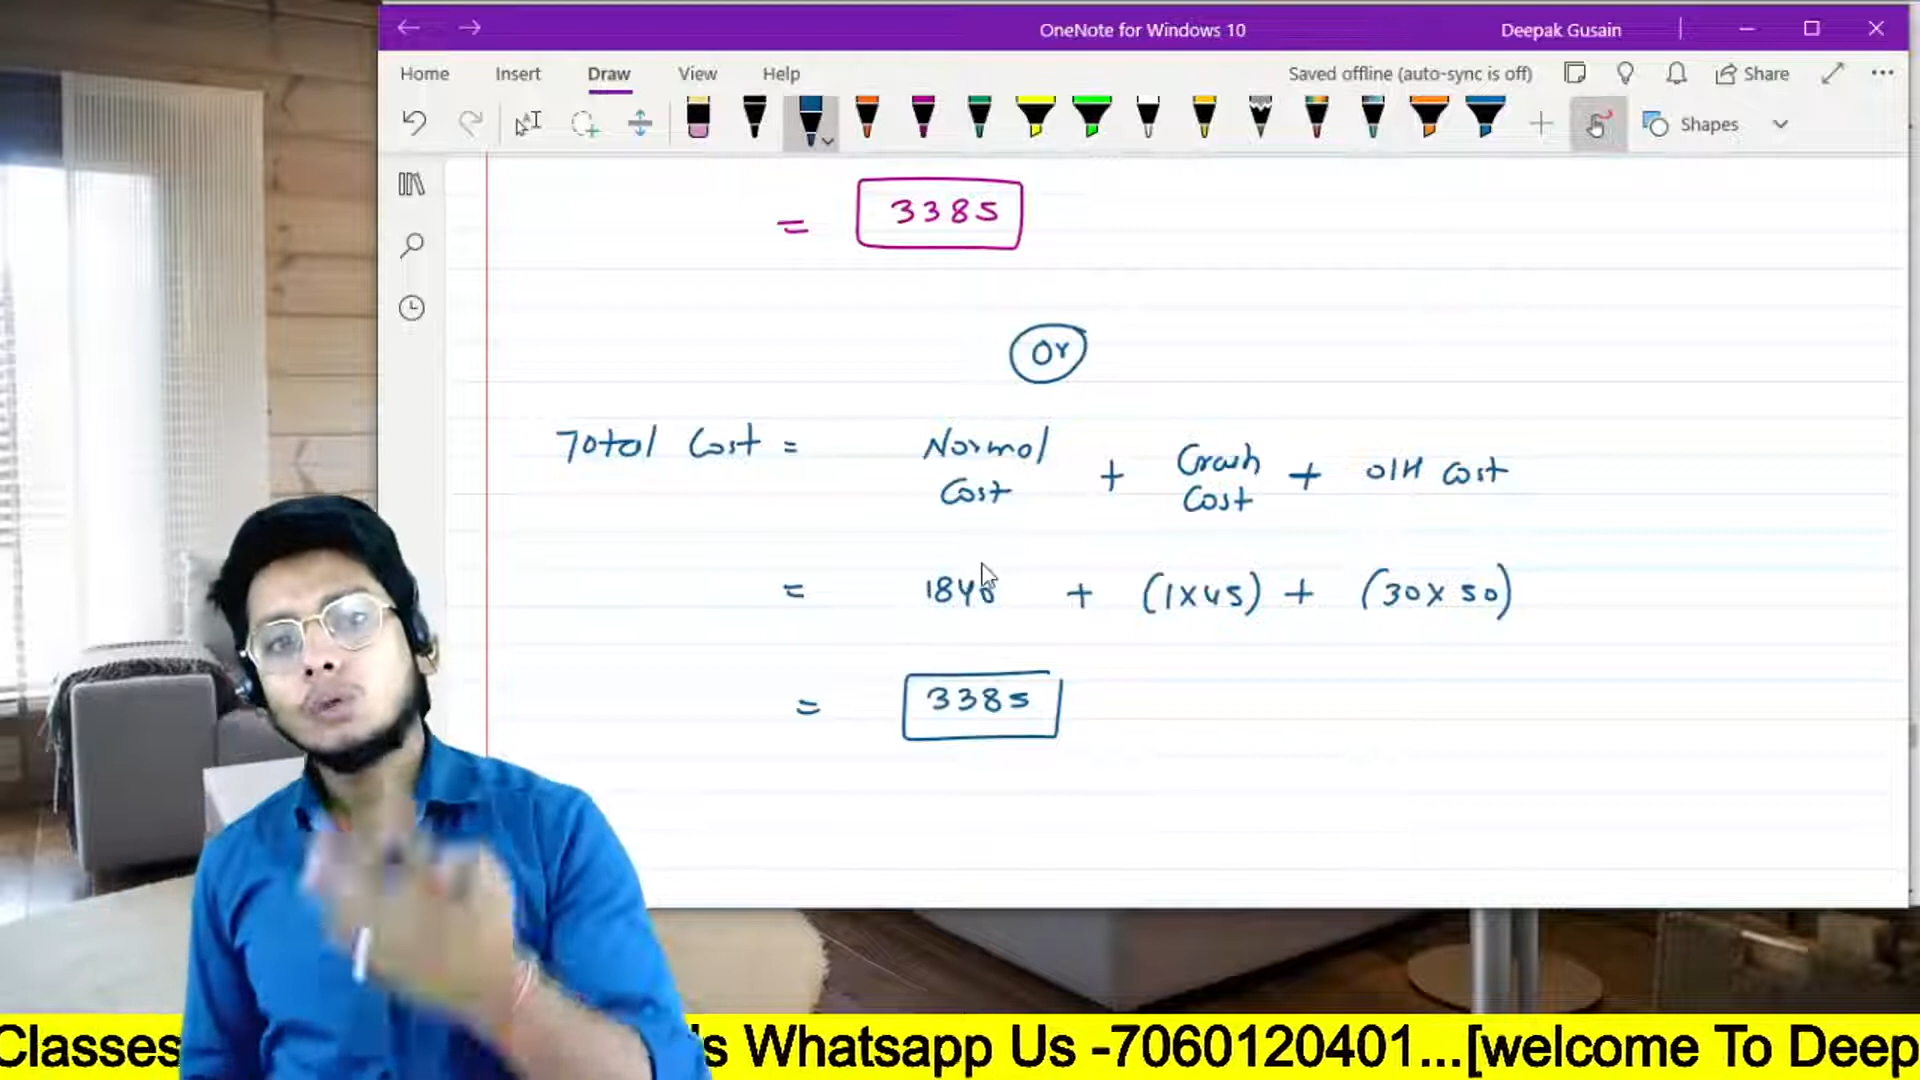 OneNote for Windows 10
Deepak Gusain
Home Insert Draw View Help
Saved offline (auto-sync is off)
Share
Shapes
= 3385
Or
Total Cost = Normal Cost + Crash Cost + O/H Cost
= 1840 + (1x45) + (30x50)
= 3385
Classes
's Whatsapp Us -7060120401...[welcome To Deep